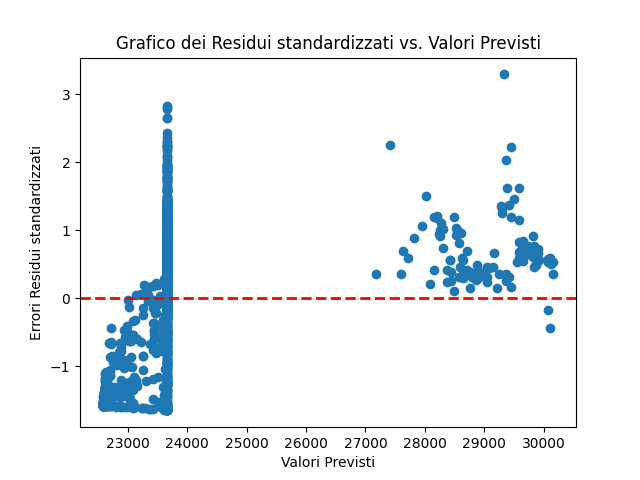 Grafico dei Residui standardizzati vs. Valori Previsti
Errori Residui standardizzati
3
2
1
0
−1
23000 24000 25000 26000 27000 28000 29000 30000
Valori Previsti